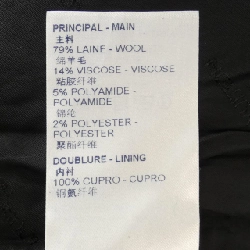 PRINCIPAL - MAIN
主料
79% LAINE - WOOL
绵羊毛
14% VISCOSE - VISCOSE
粘胶纤维
5% POLYAMIDE -
POLYAMIDE
锦纶
2% POLYESTER -
POLYESTER
聚酯纤维
DOUBLURE - LINING
内衬
100% CUPRO - CUPRO
铜氨纤维